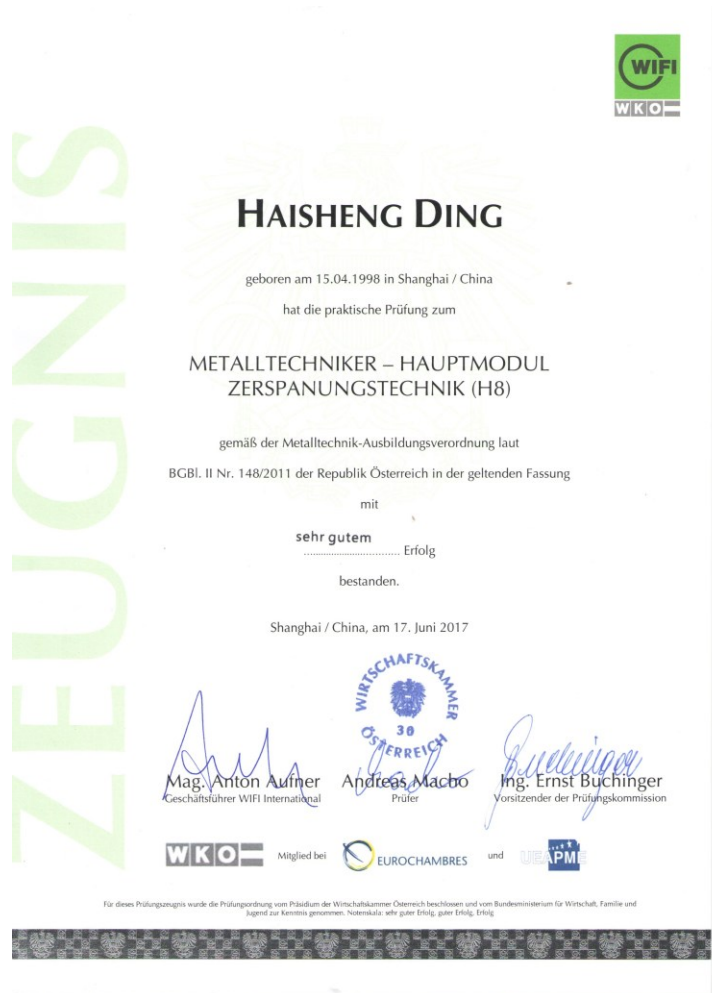 WIFI
WKO
ZEUGNIS
HAISHENG DING
geboren am 15.04.1998 in Shanghai / China
hat die praktische Prüfung zum
METALLTECHNIKER – HAUPTMODUL
ZERSPANUNGSTECHNIK (H8)
gemäß der Metalltechnik-Ausbildungsverordnung laut
BGBl. II Nr. 148/2011 der Republik Österreich in der geltenden Fassung
mit
sehr gutem
.............................. Erfolg
bestanden.
Shanghai / China, am 17. Juni 2017
WIRTSCHAFTSKAMMER
30
ÖSTERREICH
Mag. Anton Aufner Andreas Macho Ing. Ernst Buchinger
Geschäftsführer WIFI International Prüfer Vorsitzender der Prüfungskommission
WKO Mitglied bei EUROCHAMBRES und UEAPME
Für dieses Prüfungszeugnis wurde die Prüfungsordnung vom Präsidium der Wirtschaftskammer Österreich beschlossen und vom Bundesministerium für Wirtschaft, Familie und
Jugend zur Kenntnis genommen. Notenskala: sehr guter Erfolg, guter Erfolg, Erfolg